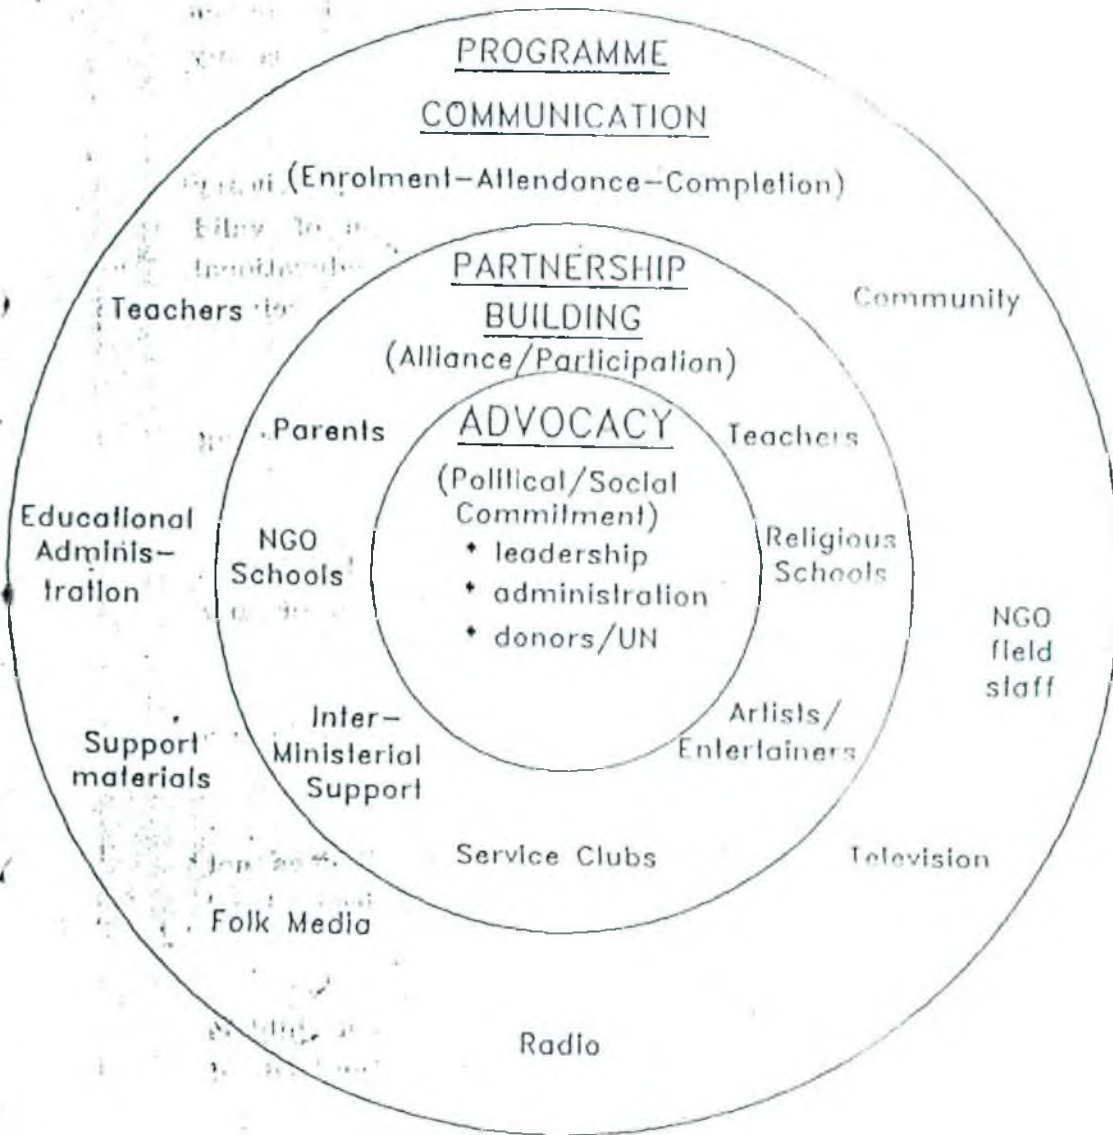 PROGRAMME
COMMUNICATION
(Enrolment-Attendance-Completion)
PARTNERSHIP
BUILDING
(Alliance/Participation)
ADVOCACY
(Political/Social
Commitment)
* leadership
* administration
* donors/UN
Teachers
Community
Parents
Teachers
Educational
Adminis-
tration
NGO
Schools
Religious
Schools
NGO
field
staff
Support
materials
Inter-
Ministerial
Support
Artists/
Entertainers
Service Clubs
Television
Folk Media
Radio